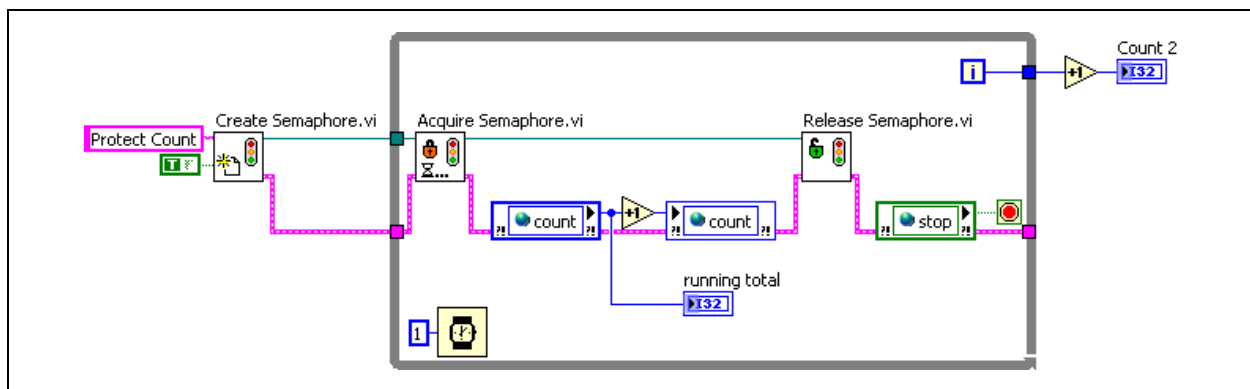 Count 2
i
+1
I32
Create Semaphore.vi
Acquire Semaphore.vi
Release Semaphore.vi
Protect Count
T
count
+1
count
stop
?!
?!
?!
?!
?!
?!
running total
I32
1